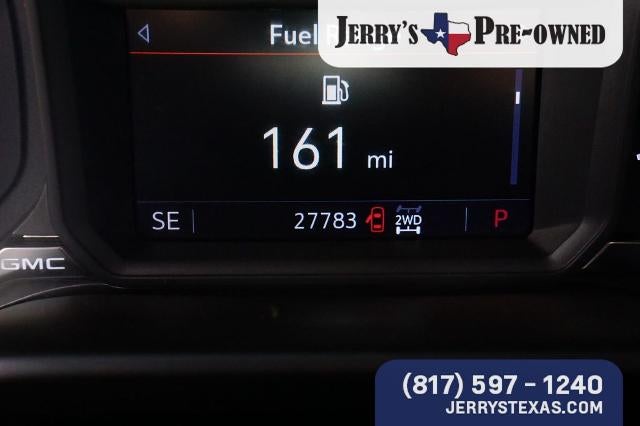 Fuel R
JERRY'S PRE-OWNED
161 mi
SE 27783 2WD P
GMC
(817) 597 - 1240
JERRYSTEXAS.COM